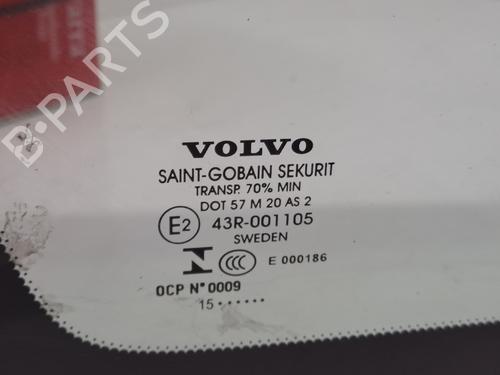 B-PARTS
VOLVO
SAINT-GOBAIN SEKURIT
TRANSP. 70% MIN
DOT 57 M 20 AS 2
E2 43R-001105
SWEDEN
CCC E 000186
OCP N°0009
15••••••